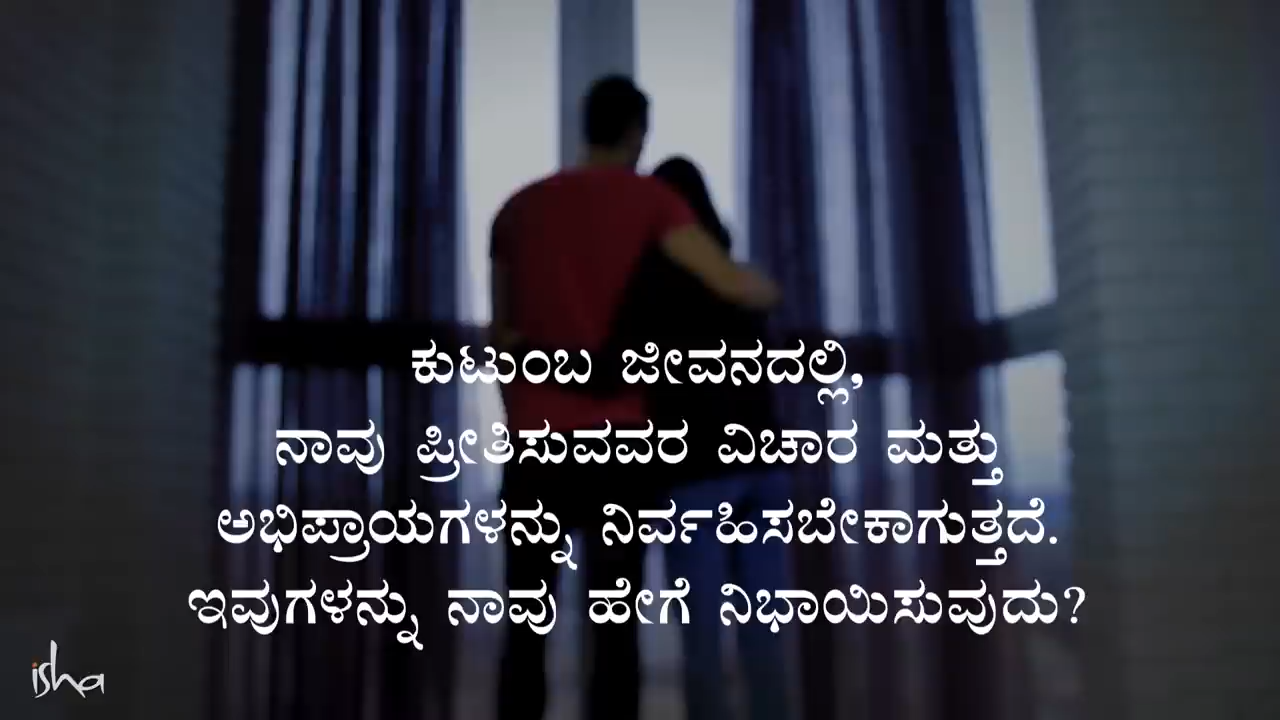 ಕುಟುಂಬ ಜೀವನದಲ್ಲಿ,
ನಾವು ಪ್ರೀತಿಸುವವರ ವಿಚಾರ ಮತ್ತು
ಅಭಿಪ್ರಾಯಗಳನ್ನು ನಿರ್ವಹಿಸಬೇಕಾಗುತ್ತದೆ.
ಇವುಗಳನ್ನು ನಾವು ಹೇಗೆ ನಿಭಾಯಿಸುವುದು?
isha